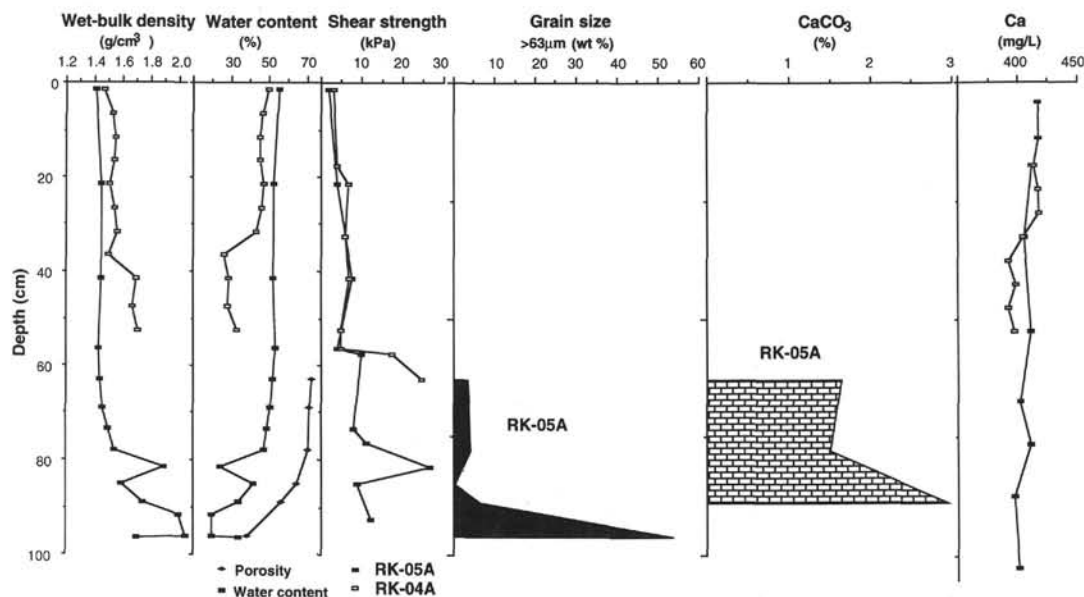 Wet-bulk density Water content Shear strength Grain size CaCO₃ Ca
(g/cm³ ) (%) (kPa) >63µm (wt %) (%) (mg/L)
1.2 1.4 1.6 1.8 2.0 30 50 70 0 10 20 30 0 10 20 30 40 50 60 0 1 2 3 400 450
0
20
40
Depth (cm)
60
80
100
RK-05A
RK-05A
Porosity RK-05A
Water content RK-04A